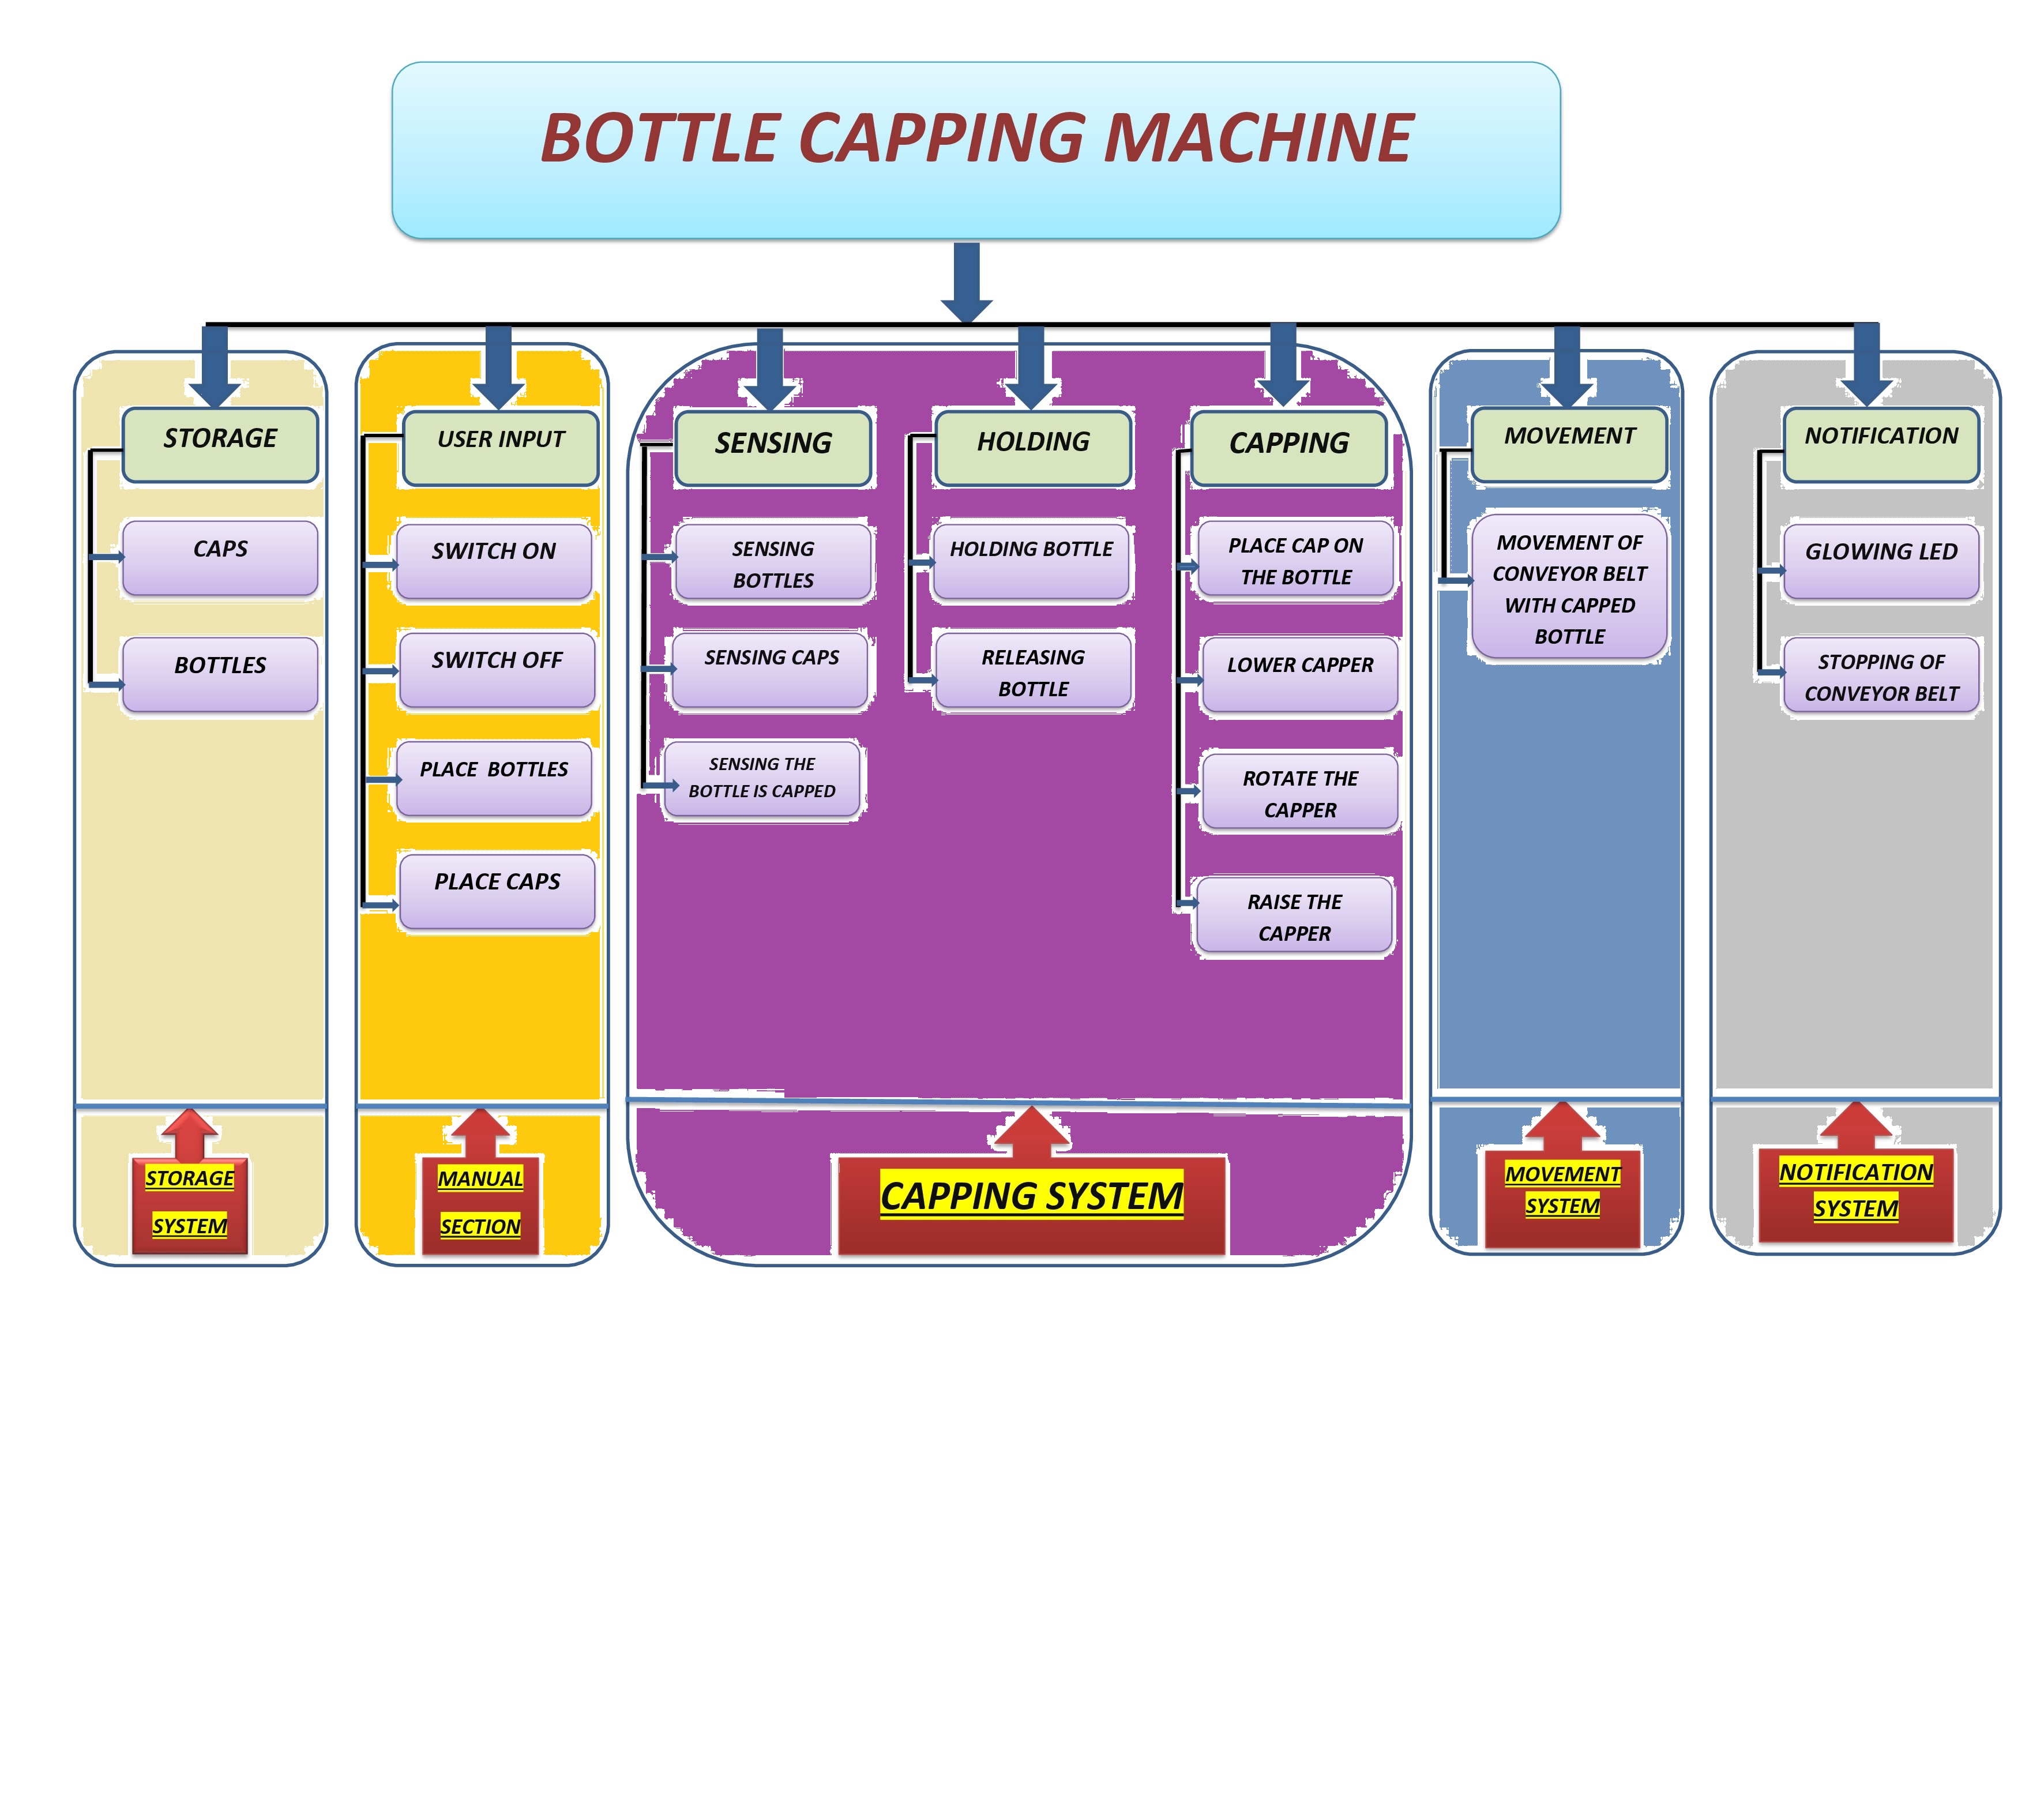 BOTTLE CAPPING MACHINE
STORAGE
CAPS
BOTTLES
STORAGE
SYSTEM
USER INPUT
SWITCH ON
SWITCH OFF
PLACE  BOTTLES
PLACE CAPS
MANUAL
SECTION
SENSING
SENSING
BOTTLES
SENSING CAPS
SENSING THE
BOTTLE IS CAPPED
HOLDING
HOLDING BOTTLE
RELEASING
BOTTLE
CAPPING
PLACE CAP ON
THE BOTTLE
LOWER CAPPER
ROTATE THE
CAPPER
RAISE THE
CAPPER
CAPPING SYSTEM
MOVEMENT
MOVEMENT OF
CONVEYOR BELT
WITH CAPPED
BOTTLE
MOVEMENT
SYSTEM
NOTIFICATION
GLOWING LED
STOPPING OF
CONVEYOR BELT
NOTIFICATION
SYSTEM